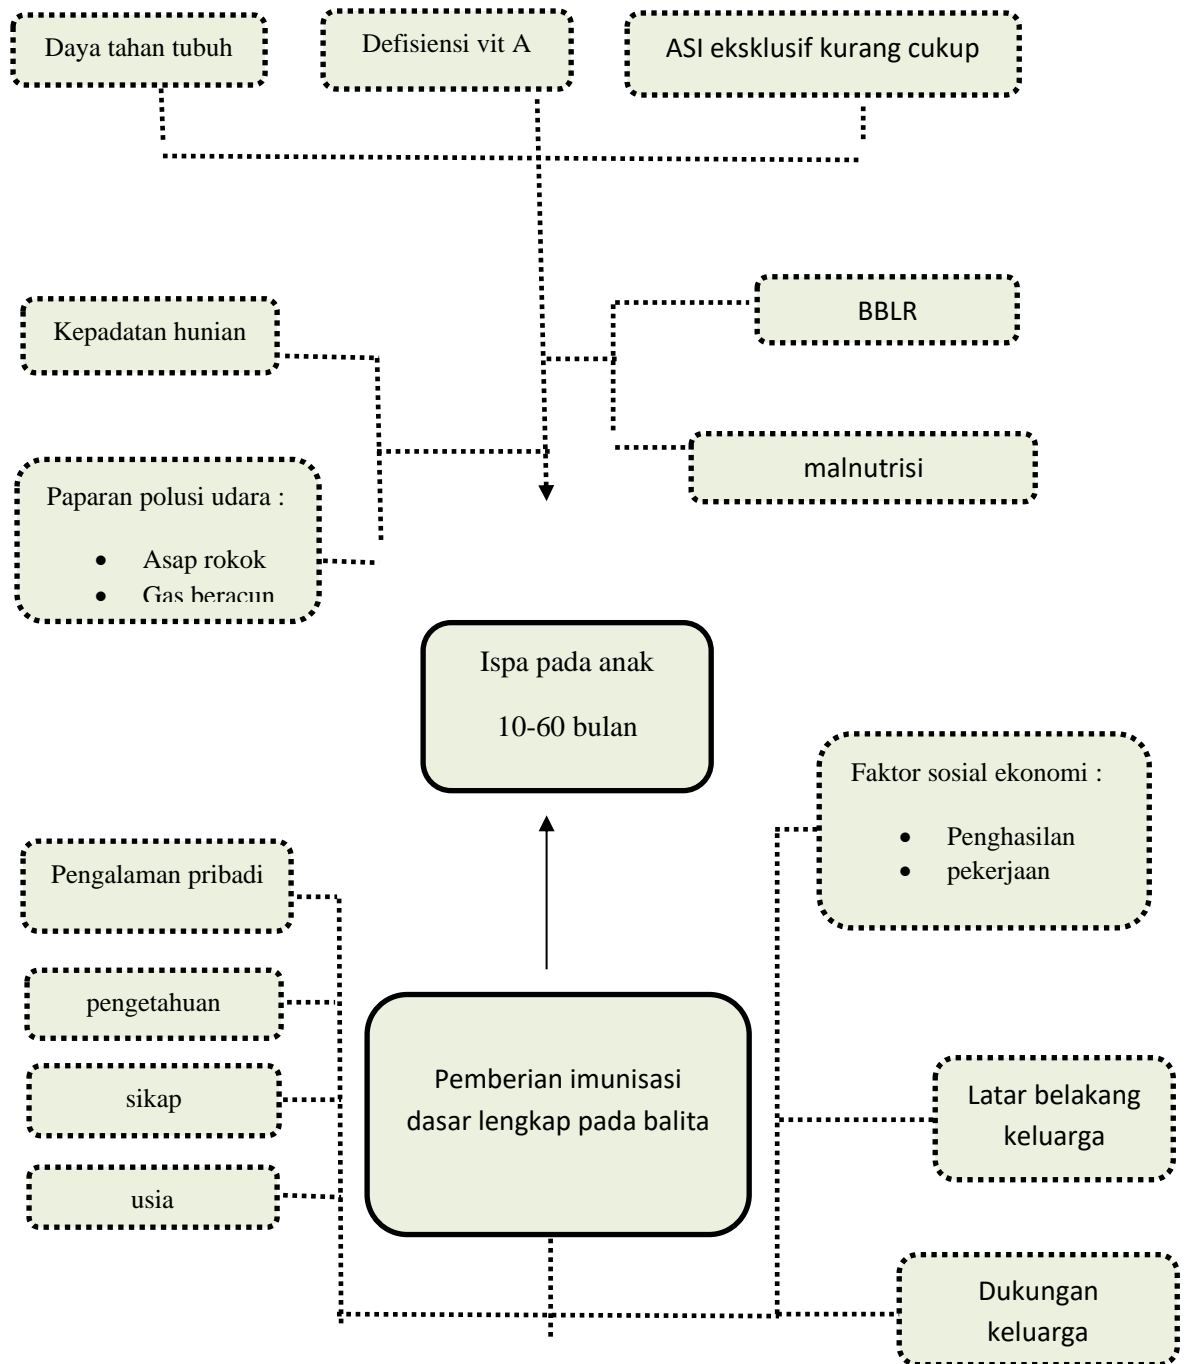 Daya tahan tubuh
Defisiensi vit A
ASI eksklusif kurang cukup
Kepadatan hunian
BBLR
malnutrisi
Paparan polusi udara :
• Asap rokok
• Gas beracun
Ispa pada anak
10-60 bulan
Faktor sosial ekonomi :
• Penghasilan
• pekerjaan
Pengalaman pribadi
pengetahuan
sikap
usia
Pemberian imunisasi
dasar lengkap pada balita
Latar belakang
keluarga
Dukungan
keluarga